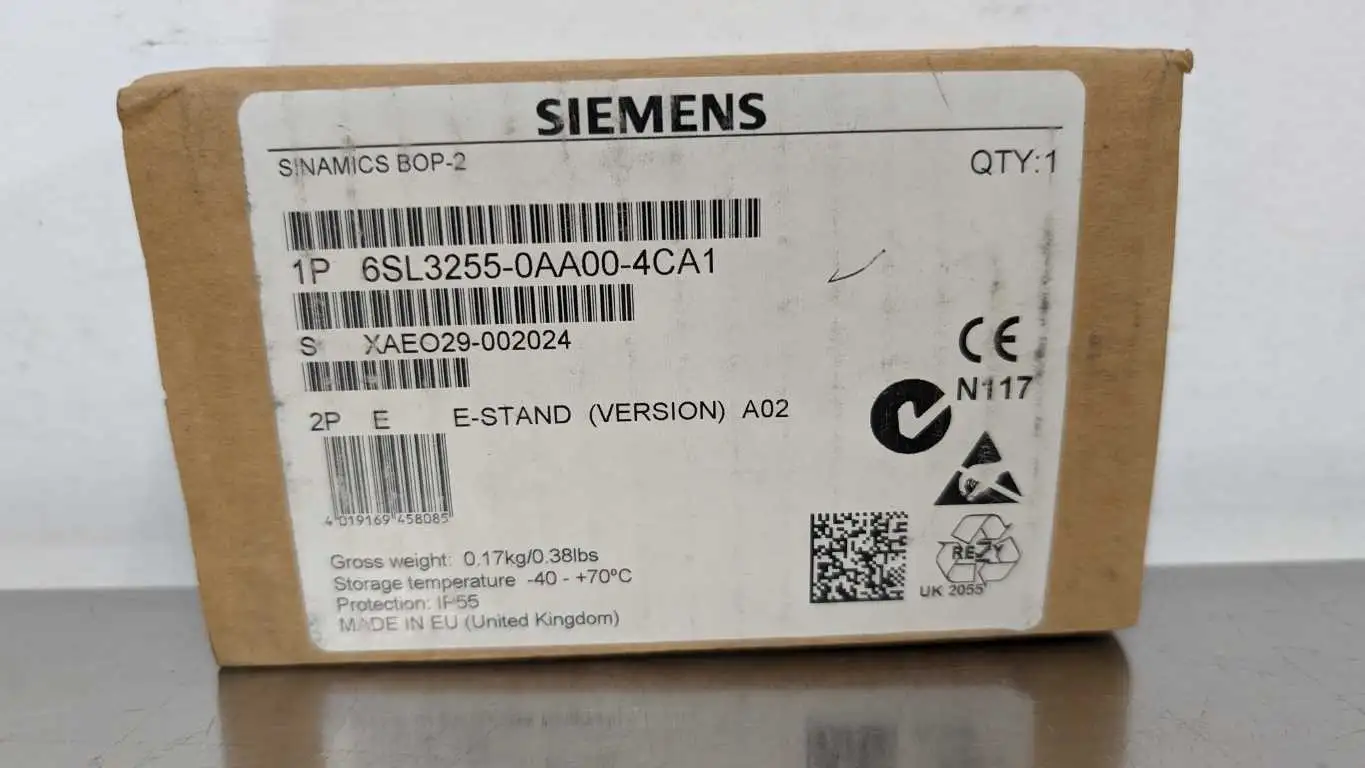 SIEMENS
SINAMICS BOP-2
QTY:1
1P 6SL3255-0AA00-4CA1
S XAEO29-002024
2P E E-STAND (VERSION) A02
CE
N117
4 019169 458085
Gross weight: 0,17kg/0.38lbs
Storage temperature -40 - +70°C
Protection: IP55
MADE IN EU (United Kingdom)
RESY
UK 2055